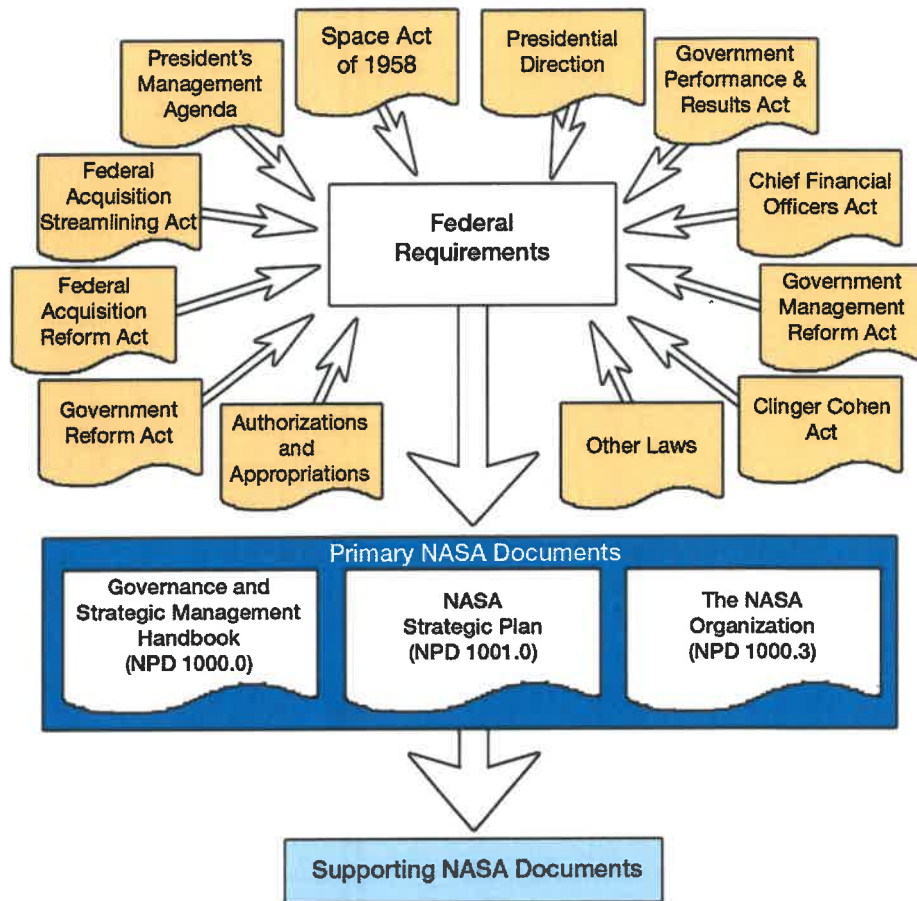 President's
Management
Agenda
Space Act
of 1958
Presidential
Direction
Government
Performance &
Results Act
Federal
Acquisition
Streamlining Act
Chief Financial
Officers Act
Federal
Requirements
Federal
Acquisition
Reform Act
Government
Management
Reform Act
Government
Reform Act
Authorizations
and
Appropriations
Other Laws
Clinger Cohen
Act
Primary NASA Documents
Governance and
Strategic Management
Handbook
(NPD 1000.0)
NASA
Strategic Plan
(NPD 1001.0)
The NASA
Organization
(NPD 1000.3)
Supporting NASA Documents